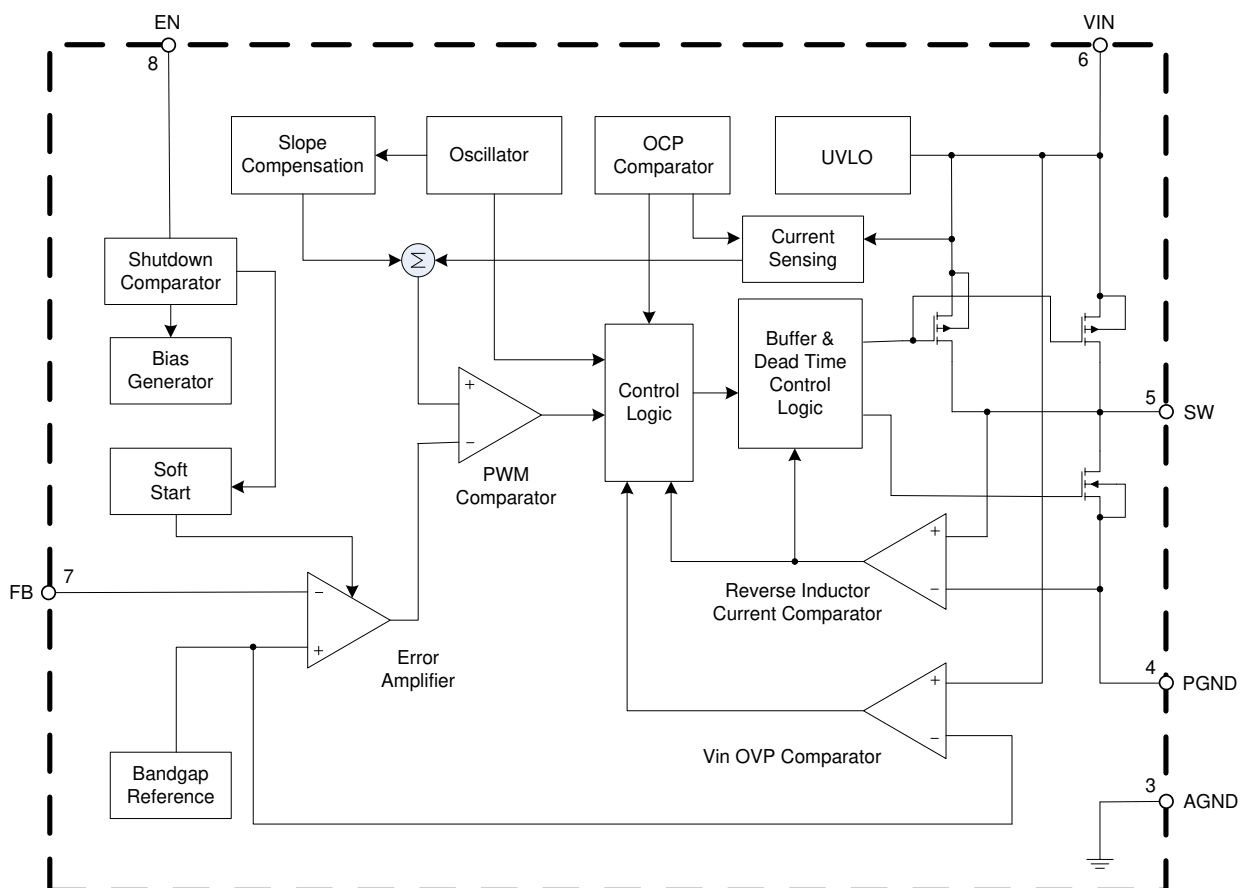 EN
VIN
8
6
Slope
Compensation
Oscillator
OCP
Comparator
UVLO
Shutdown
Comparator
Σ
Current
Sensing
Bias
Generator
Buffer &
Dead Time
Control
Logic
Control
Logic
+
−
PWM
Comparator
5
SW
Soft
Start
FB
7
−
+
Error
Amplifier
+
−
Reverse Inductor
Current Comparator
4
PGND
+
−
Vin OVP Comparator
Bandgap
Reference
3
AGND